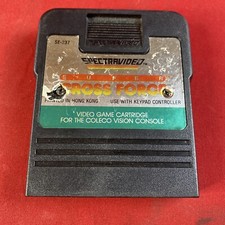 SPECTRAVIDEO
CROSS FORCE
IN HONG KONG
USE WITH KEYPAD CONTROLLER
VIDEO GAME CARTRIDGE
FOR THE COLECO VISION CONSOLE